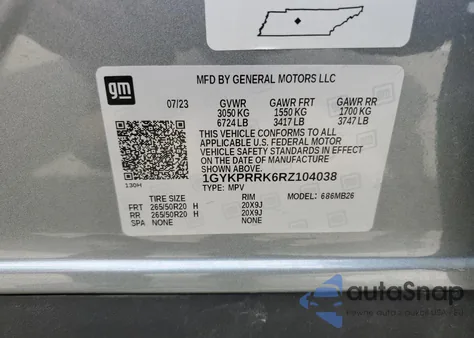 gm
MFD BY GENERAL MOTORS LLC
07/23 GVWR GAWR FRT GAWR RR
3050 KG 1550 KG 1700 KG
6724 LB 3417 LB 3747 LB
THIS VEHICLE CONFORMS TO ALL
APPLICABLE U.S. FEDERAL MOTOR
VEHICLE SAFETY STANDARDS IN
EFFECT ON THE DATE OF
MANUFACTURE SHOWN ABOVE.
1GYKPRRK6RZ104038
130H TYPE: MPV
TIRE SIZE RIM MODEL: 686MB26
FRT 265/50R20 H 20X9J
RR 265/50R20 H 20X9J
SPA NONE NONE
autoSnap